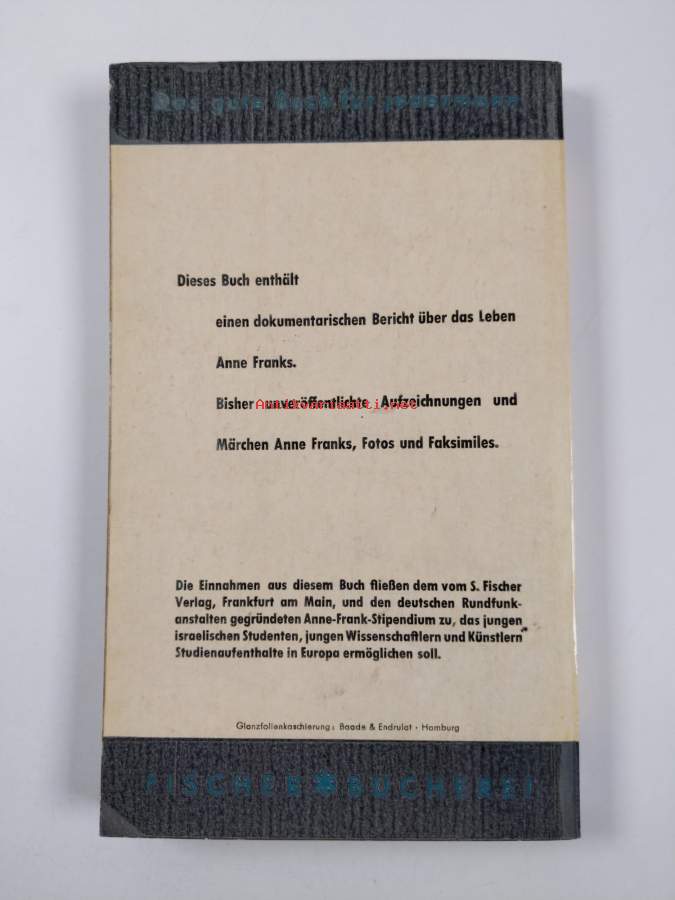 Das gute Buch für jedermann
Dieses Buch enthält
einen dokumentarischen Bericht über das Leben
Anne Franks.
Bisher unveröffentlichte Aufzeichnungen und
Antikvariaatti.net
Märchen Anne Franks, Fotos und Faksimiles.
Die Einnahmen aus diesem Buch fließen dem vom S. Fischer
Verlag, Frankfurt am Main, und den deutschen Rundfunk-
anstalten gegründeten Anne-Frank-Stipendium zu, das jungen
israelischen Studenten, jungen Wissenschaftlern und Künstlern
Studienaufenthalte in Europa ermöglichen soll.
Glanzfolienkaschierung: Baade & Endrulat · Hamburg
FISCHER BÜCHEREI